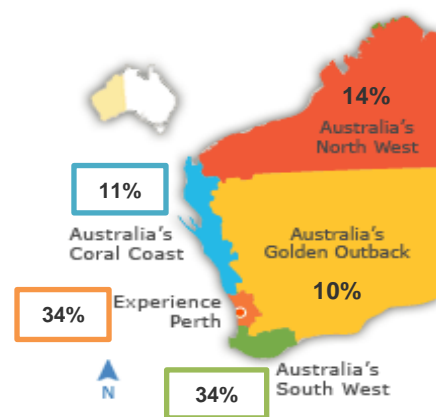 14%
Australia's
North West
11%
Australia's
Coral Coast
Australia's
Golden Outback
10%
34%
Experience
Perth
N
34%
Australia's
South West